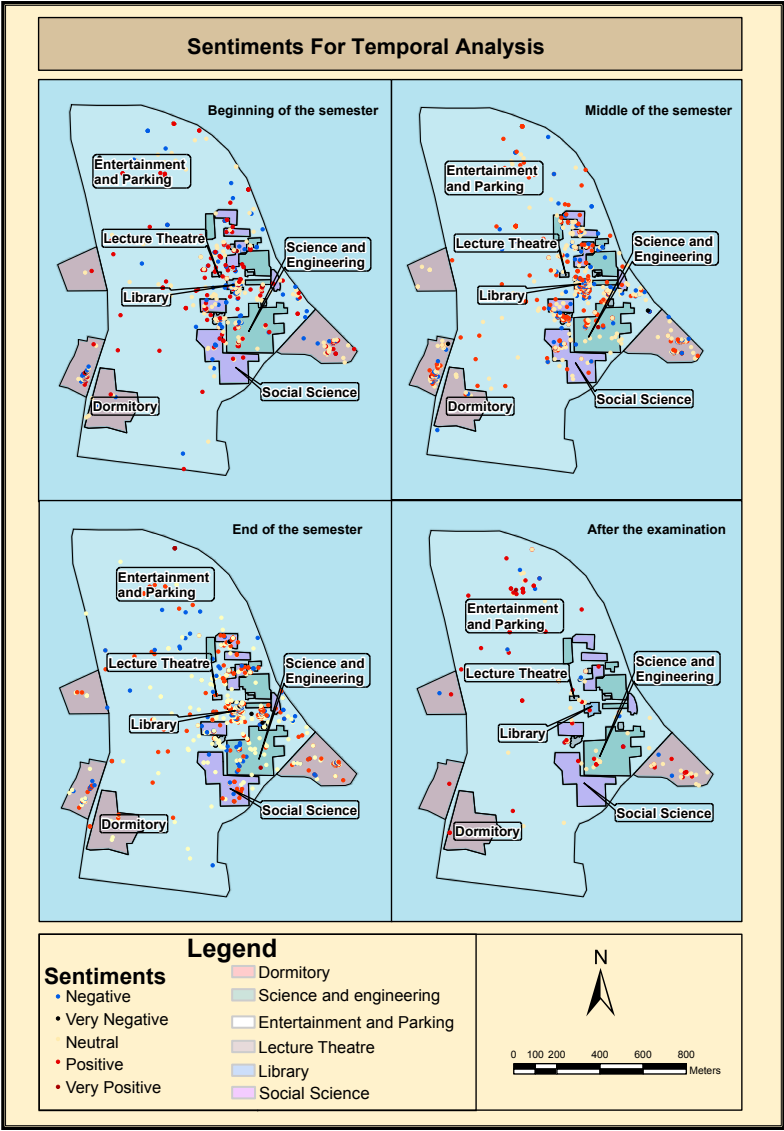 Sentiments For Temporal Analysis
Beginning of the semester
Entertainment
and Parking
Lecture Theatre
Science and
Engineering
Library
Social Science
Dormitory
Middle of the semester
Entertainment
and Parking
Lecture Theatre
Science and
Engineering
Library
Social Science
Dormitory
End of the semester
Entertainment
and Parking
Lecture Theatre
Science and
Engineering
Library
Social Science
Dormitory
After the examination
Entertainment
and Parking
Lecture Theatre
Science and
Engineering
Library
Social Science
Dormitory
Legend
Sentiments
Negative
Very Negative
Neutral
Positive
Very Positive
Dormitory
Science and engineering
Entertainment and Parking
Lecture Theatre
Library
Social Science
N
0 100 200 400 600 800
Meters